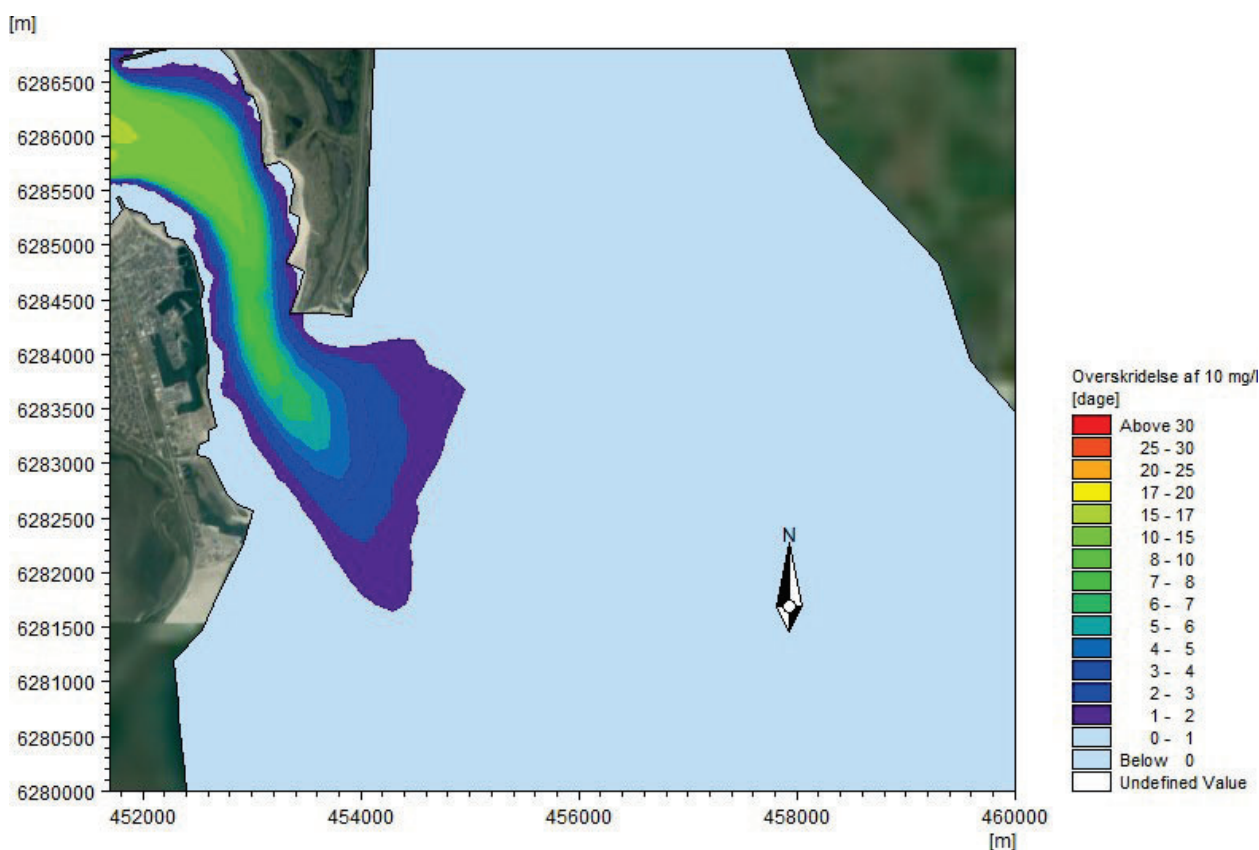 [m]
6286500
6286000
6285500
6285000
6284500
6284000
6283500
6283000
6282500
6282000
6281500
6281000
6280500
6280000
452000 454000 456000 458000 460000
[m]
N
Overskridelse af 10 mg/l
[dage]
Above 30
25 - 30
20 - 25
17 - 20
15 - 17
10 - 15
8 - 10
7 - 8
6 - 7
5 - 6
4 - 5
3 - 4
2 - 3
1 - 2
0 - 1
Below 0
Undefined Value